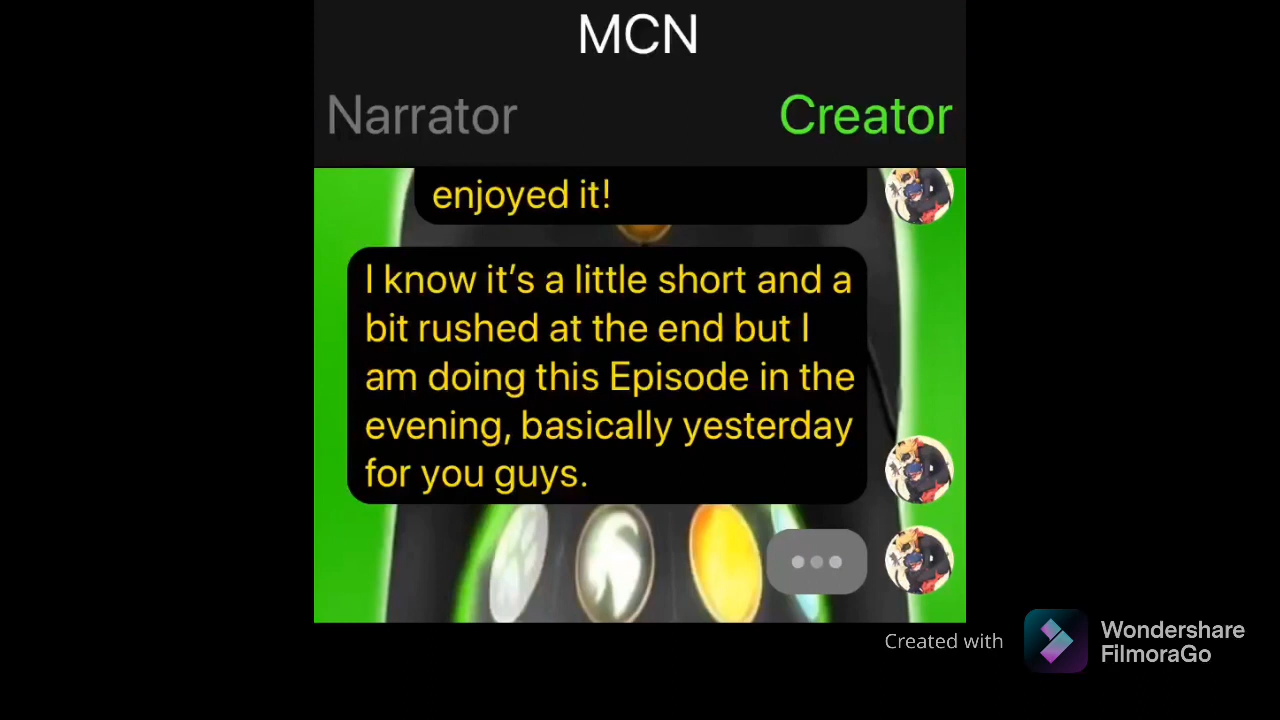 MCN
Narrator
Creator
enjoyed it!
I know it's a little short and a
bit rushed at the end but I
am doing this Episode in the
evening, basically yesterday
for you guys.
Created with
Wondershare
FilmoraGo